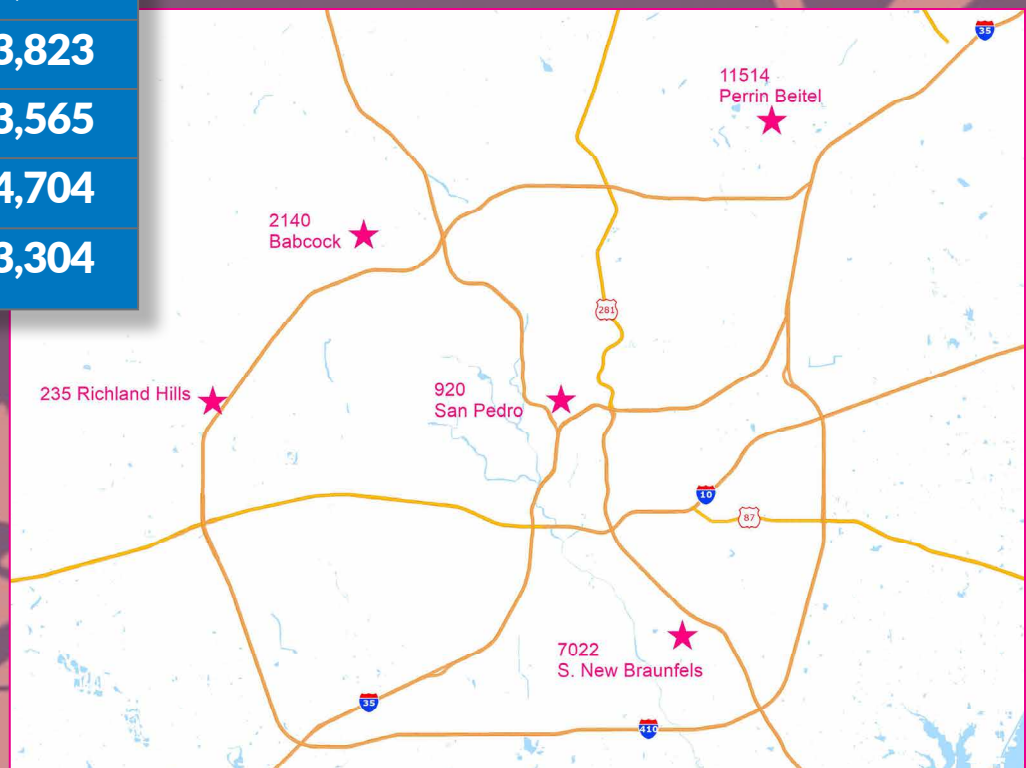 3,823
3,565
4,704
3,304
35
11514
Perrin Beitel
2140
Babcock
281
235 Richland Hills
920
San Pedro
10
87
7022
S. New Braunfels
35
410